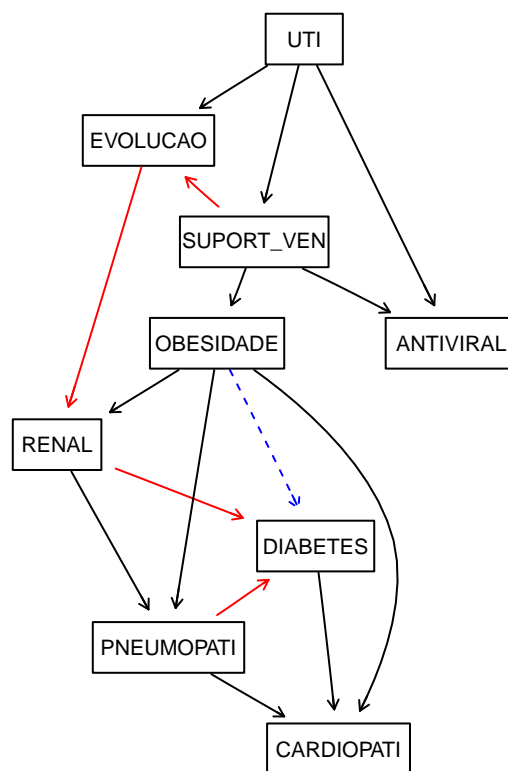 UTI
EVOLUCAO
SUPORT_VEN
OBESIDADE
ANTIVIRAL
RENAL
DIABETES
PNEUMOPATI
CARDIOPATI